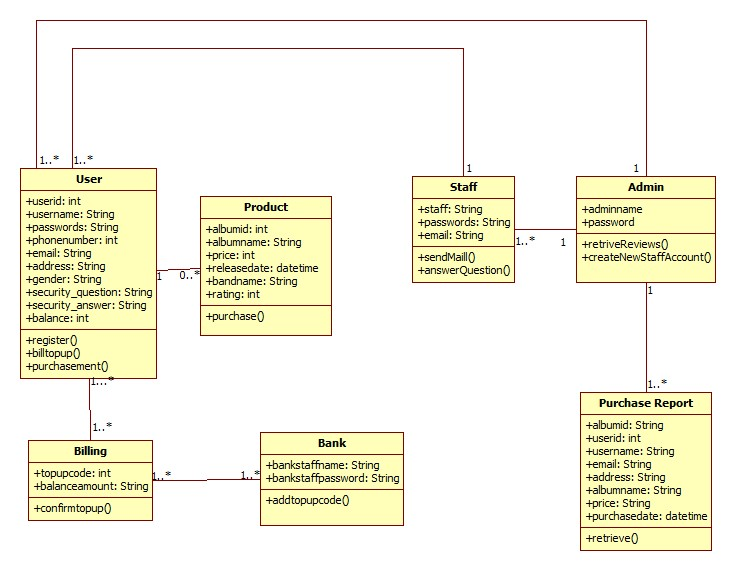 1..*
1..*
1
1
User
+userid: int
+username: String
+passwords: String
+phonenumber: int
+email: String
+address: String
+gender: String
+security_question: String
+security_answer: String
+balance: int
+register()
+billtopup()
+purchasement()
Product
+albumid: int
+albumname: String
+price: int
+releasedate: datetime
+bandname: String
+rating: int
+purchase()
1
0..*
Staff
+staff: String
+passwords: String
+email: String
+sendMaill()
+answerQuestion()
1..*
1
Admin
+adminname
+password
+retriveReviews()
+createNewStaffAccount()
1
1..*
1...*
1..*
Billing
+topupcode: int
+balanceamount: String
+confirmtopup()
1..*
1..*
Bank
+bankstaffname: String
+bankstaffpassword: String
+addtopupcode()
Purchase Report
+albumid: String
+userid: int
+username: String
+email: String
+address: String
+albumname: String
+price: String
+purchasedate: datetime
+retrieve()